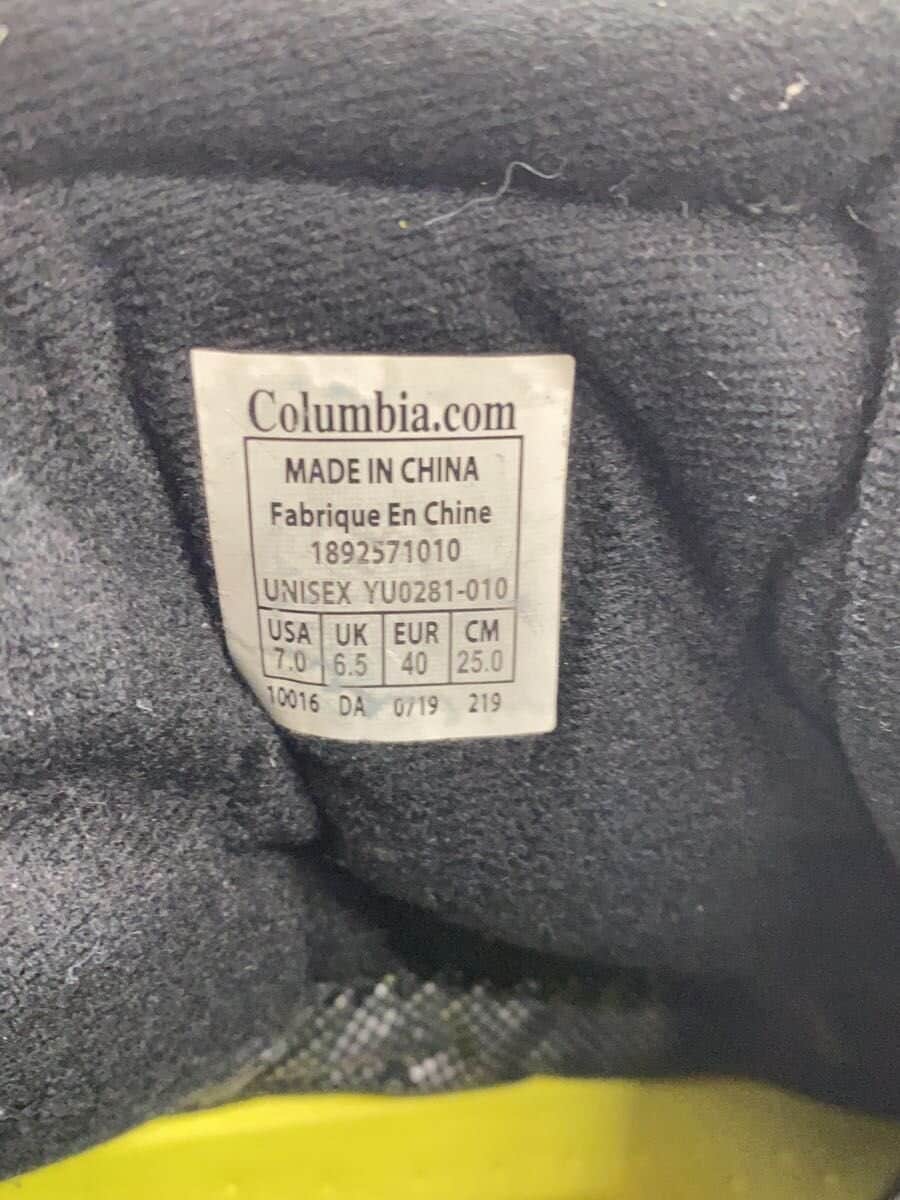 Columbia.com
MADE IN CHINA
Fabrique En Chine
1892571010
UNISEX YU0281-010
USA UK EUR CM
7.0 6.5 40 25.0
10016 DA 0/19 219